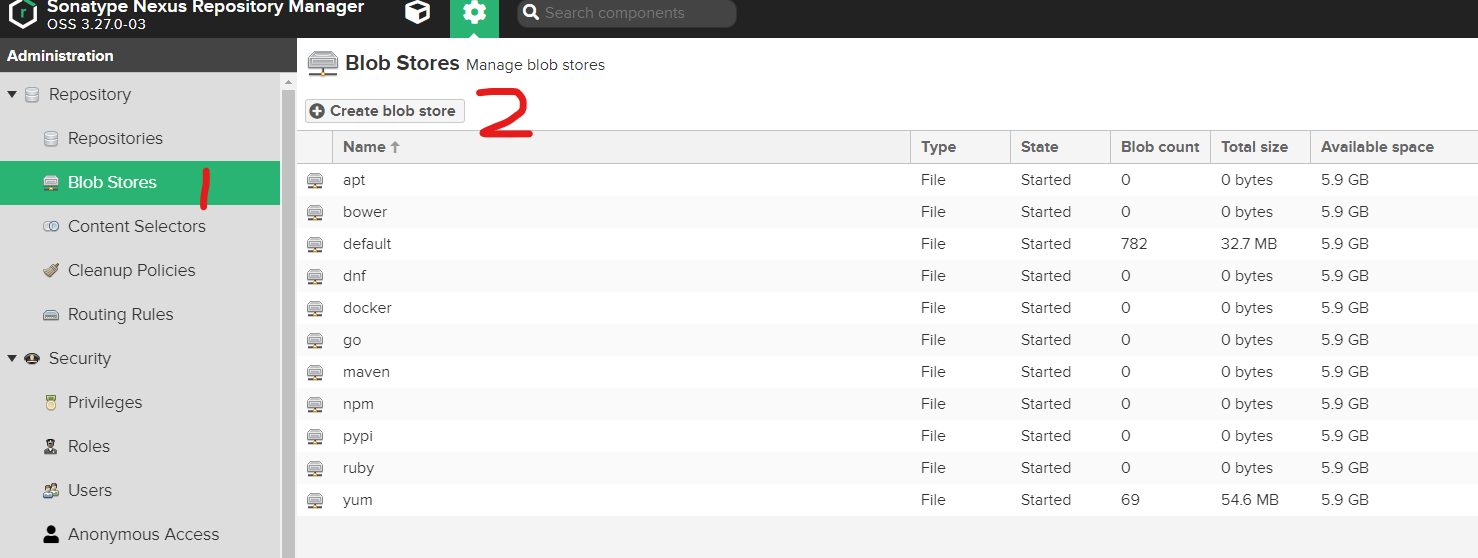 Sonatype Nexus Repository Manager
OSS 3.27.0-03
Search components
Administration
Repository
Repositories
Blob Stores
1
Content Selectors
Cleanup Policies
Routing Rules
Security
Privileges
Roles
Users
Anonymous Access
Blob Stores Manage blob stores
Create blob store
2
Name Type State Blob count Total size Available space
apt File Started 0 0 bytes 5.9 GB
bower File Started 0 0 bytes 5.9 GB
default File Started 782 32.7 MB 5.9 GB
dnf File Started 0 0 bytes 5.9 GB
docker File Started 0 0 bytes 5.9 GB
go File Started 0 0 bytes 5.9 GB
maven File Started 0 0 bytes 5.9 GB
npm File Started 0 0 bytes 5.9 GB
pypi File Started 0 0 bytes 5.9 GB
ruby File Started 0 0 bytes 5.9 GB
yum File Started 69 54.6 MB 5.9 GB